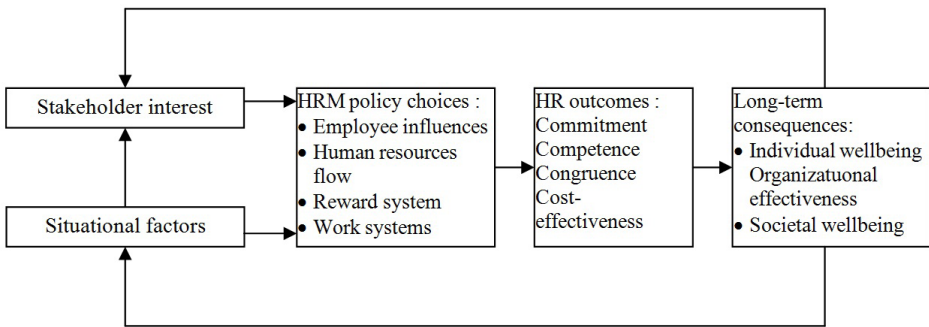 Stakeholder interest
Situational factors
HRM policy choices :
• Employee influences
• Human resources
flow
• Reward system
• Work systems
HR outcomes :
Commitment
Competence
Congruence
Cost-
effectiveness
Long-term
consequences:
• Individual wellbeing
Organizatuonal
effectiveness
• Societal wellbeing